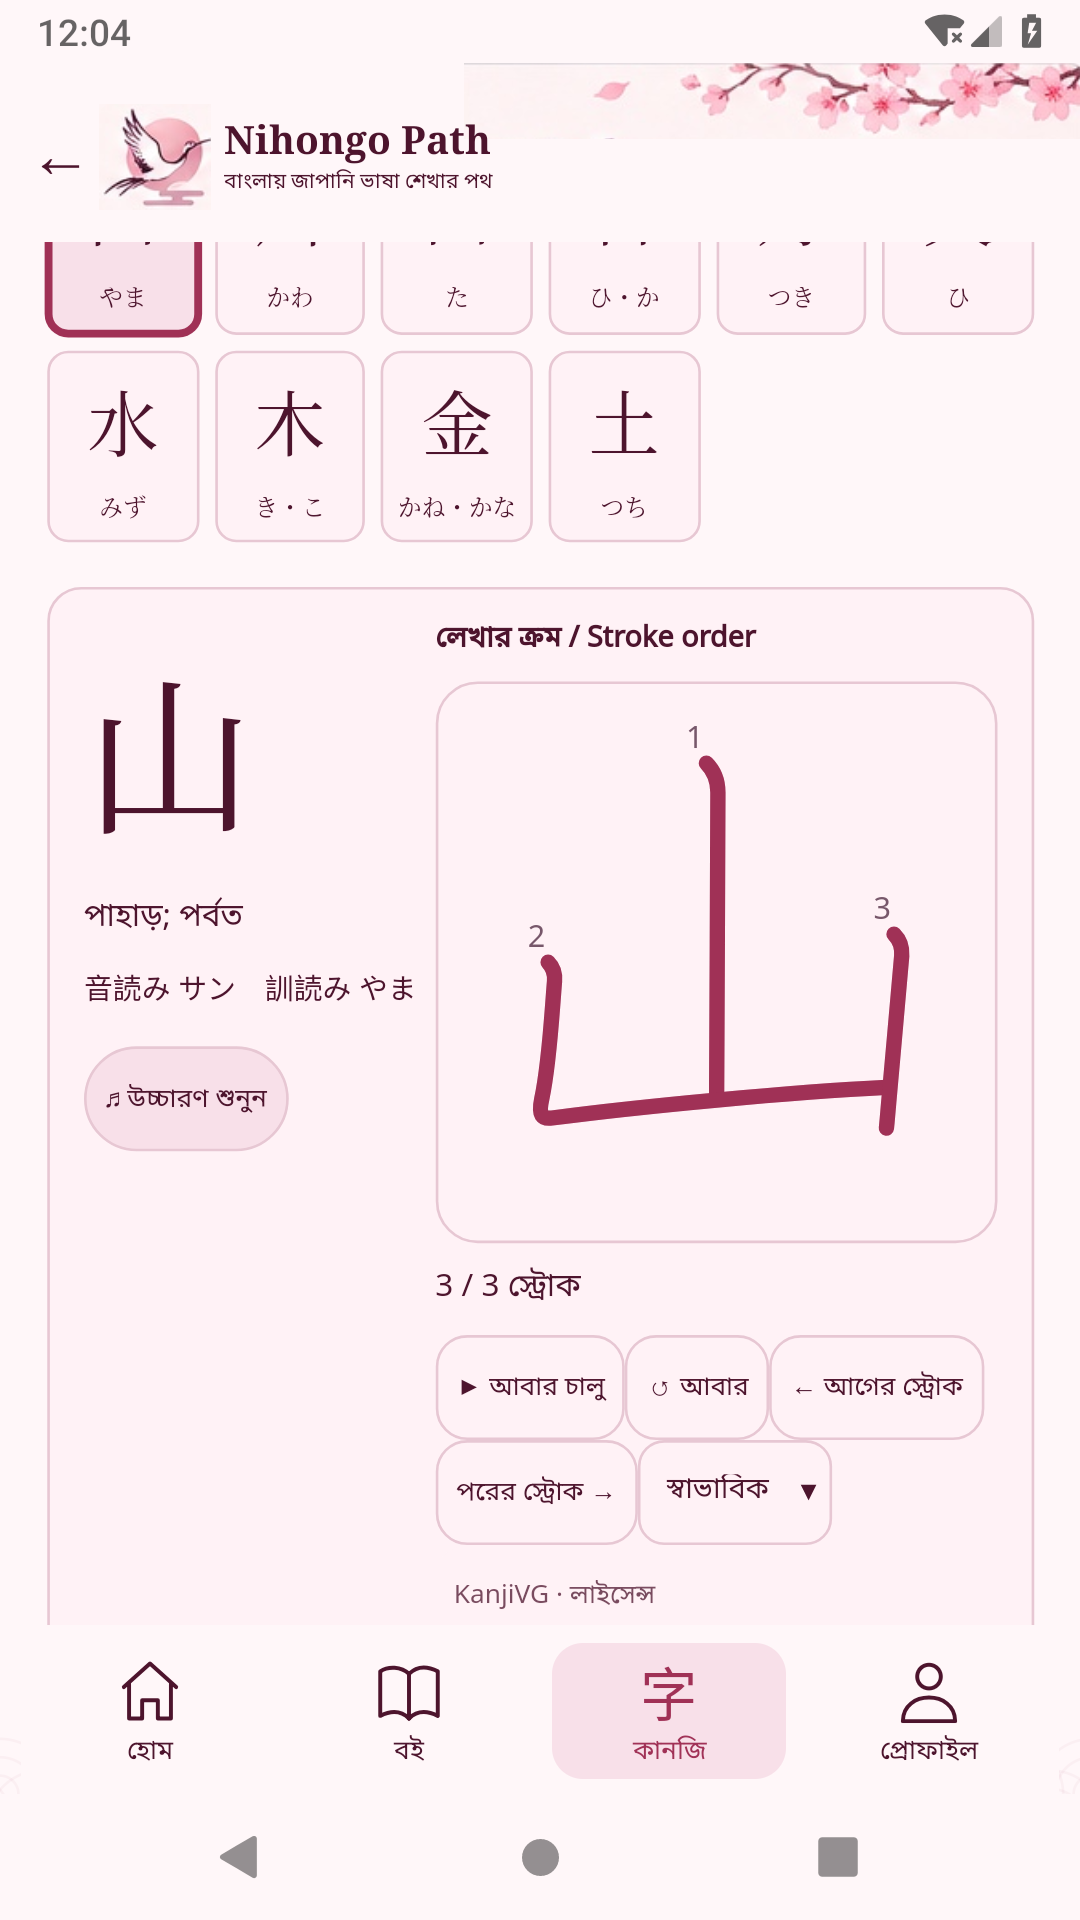 12:04
Nihongo Path
বাংলায় জাপানি ভাষা শেখার পথ
やま かわ た ひ・か つき ひ
水 木 金 土
みず き・こ かね・かな つち
লেখার ক্রম / Stroke order
山
1
2
3
পাহাড়; পর্বত
音読み サン 訓読み やま
♬ উচ্চারণ শুনুন
3 / 3 স্ট্রোক
► আবার চালু ↺ আবার ← আগের স্ট্রোক
পরের স্ট্রোক → স্বাভাবিক ▼
KanjiVG · লাইসেন্স
字
হোম বই কানজি প্রোফাইল